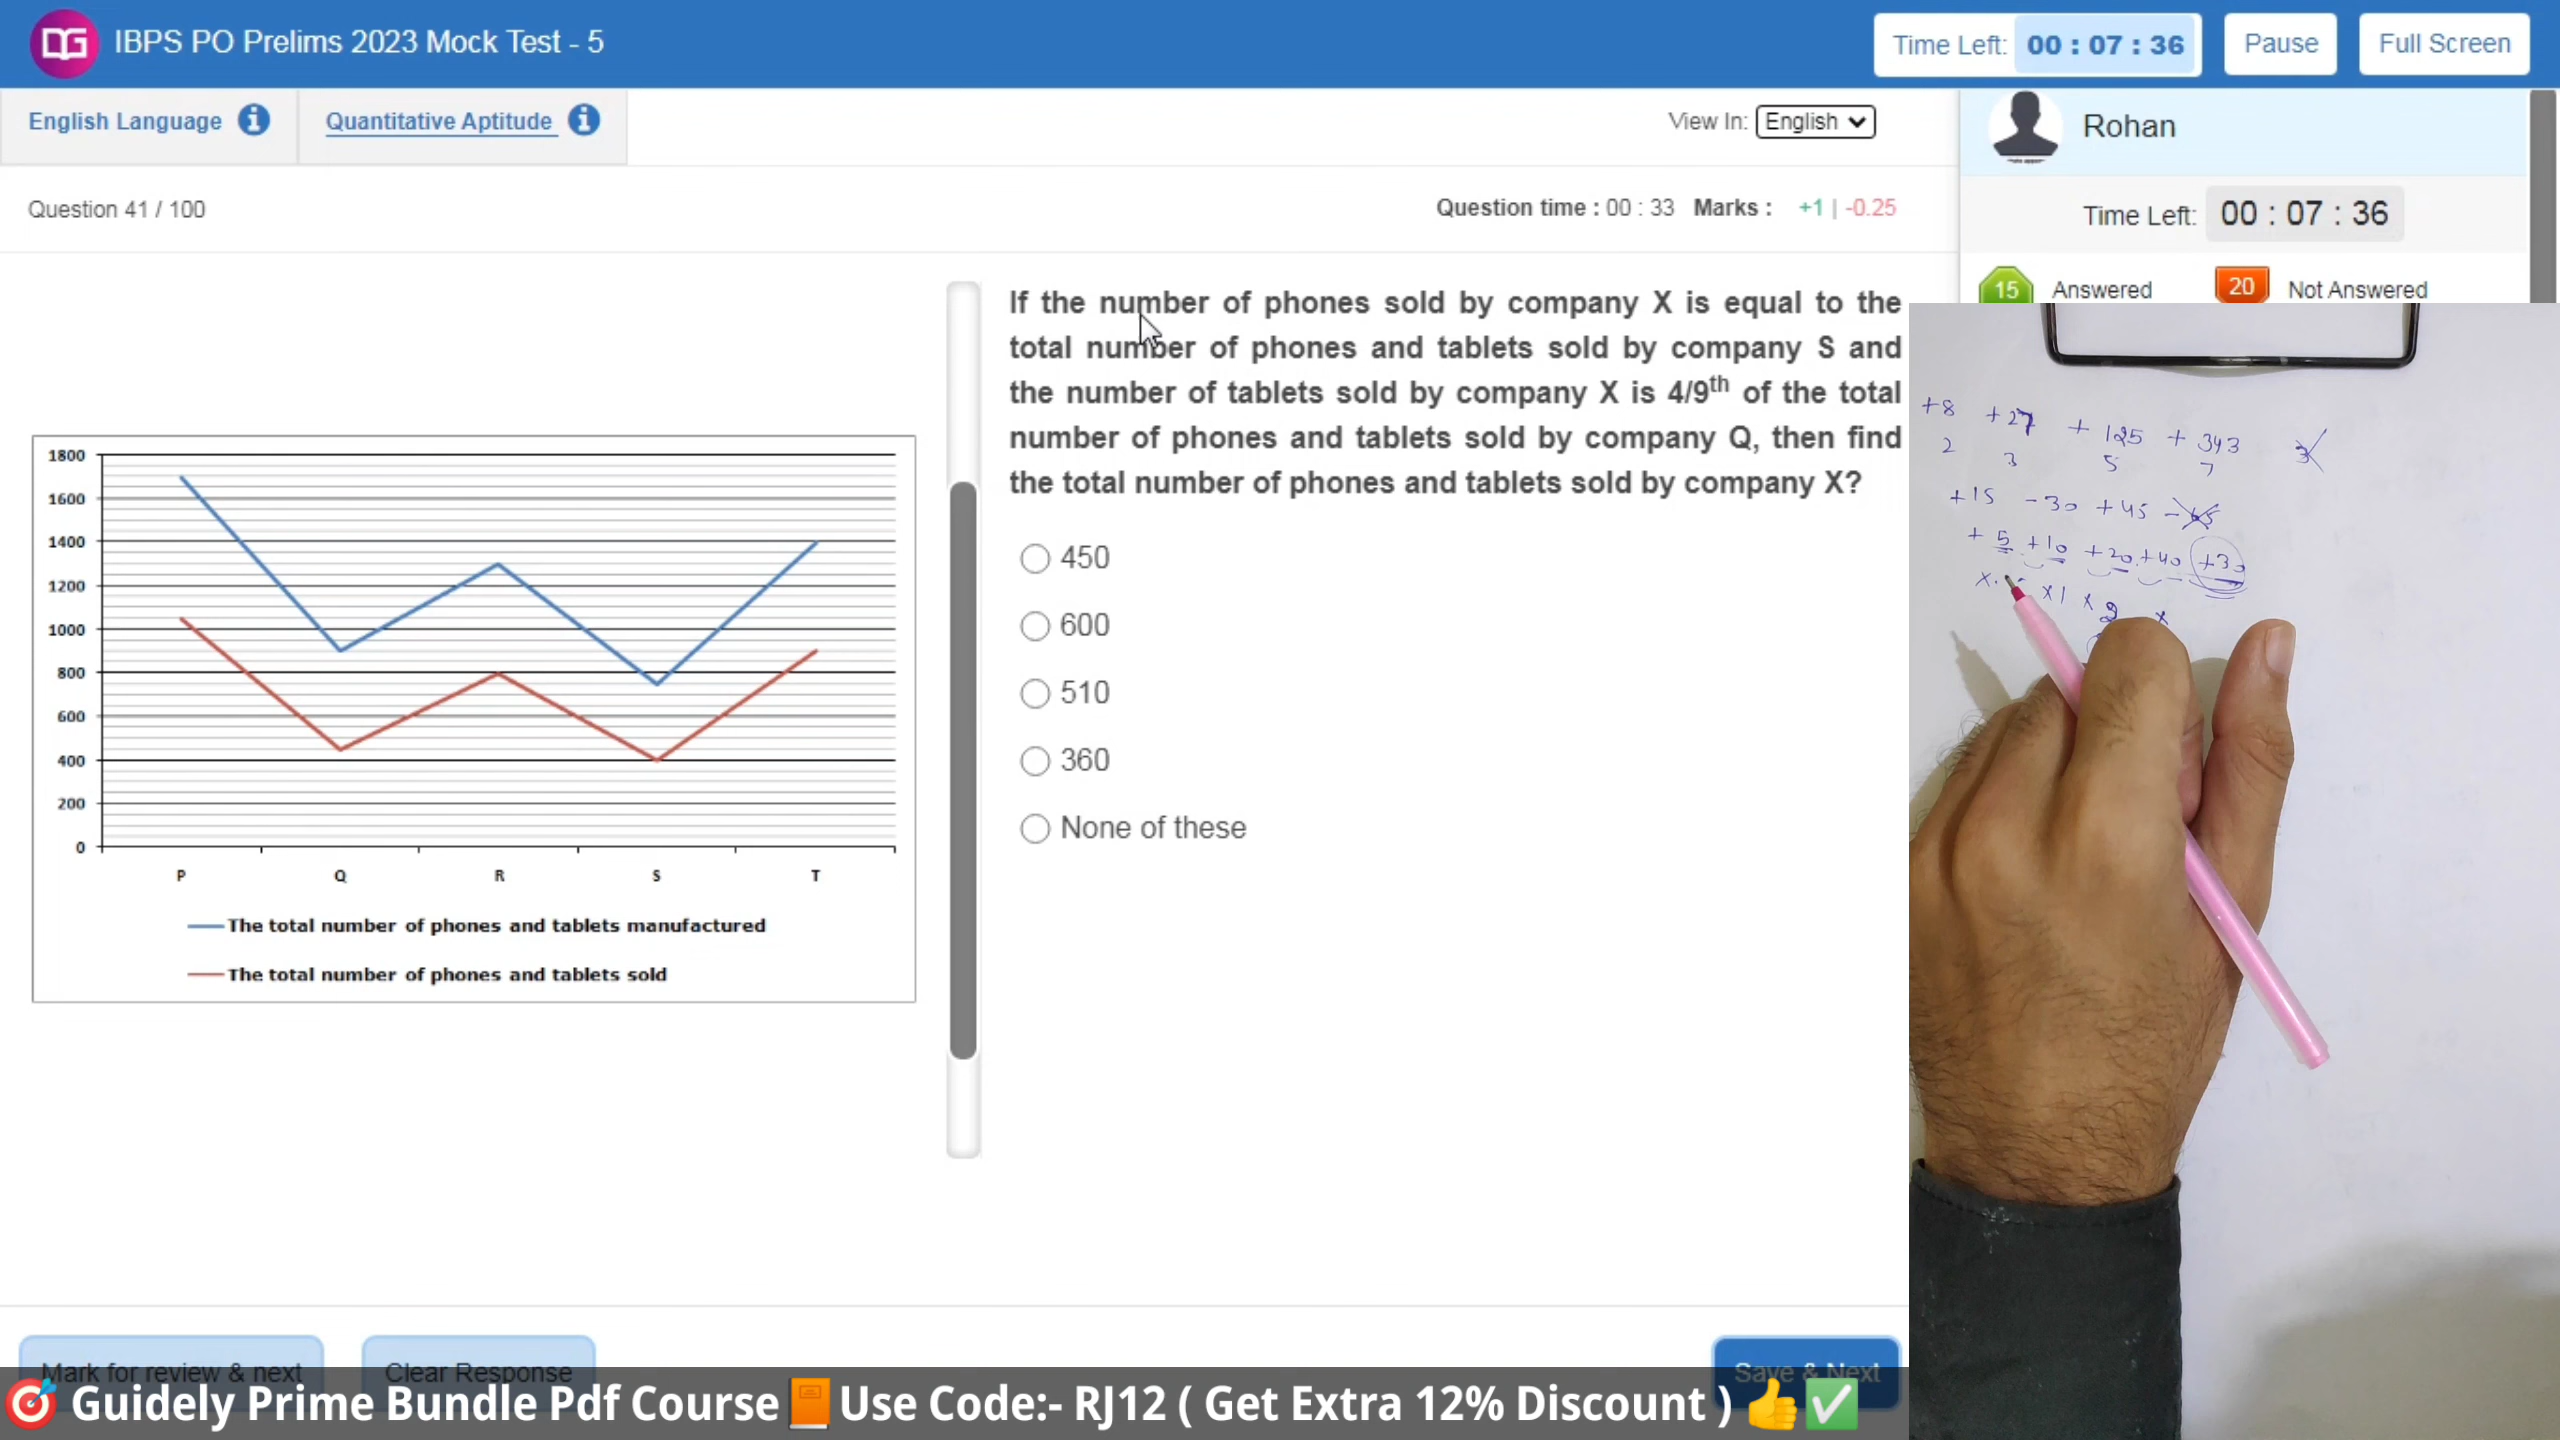 IBPS PO Prelims 2023 Mock Test - 5
Time Left: 00 : 07 : 36
Pause
Full Screen
English Language
Quantitative Aptitude
View In: English
Rohan
Question 41 / 100
Question time : 00 : 33 Marks : +1 | -0.25
Time Left: 00 : 07 : 36
15 Answered
20 Not Answered
If the number of phones sold by company X is equal to the
total number of phones and tablets sold by company S and
the number of tablets sold by company X is 4/9th of the total
number of phones and tablets sold by company Q, then find
the total number of phones and tablets sold by company X?
450
600
510
360
None of these
1800
1600
1400
1200
1000
800
600
400
200
0
P Q R S T
The total number of phones and tablets manufactured
The total number of phones and tablets sold
+8 +27 +125 +343
2 3 5 7
+15 -30 +45
+5 +10 +20 +40 +30
x1 x2 x
Mark for review & next
Clear Response
Save & Next
Guidely Prime Bundle Pdf Course Use Code:- RJ12 ( Get Extra 12% Discount )